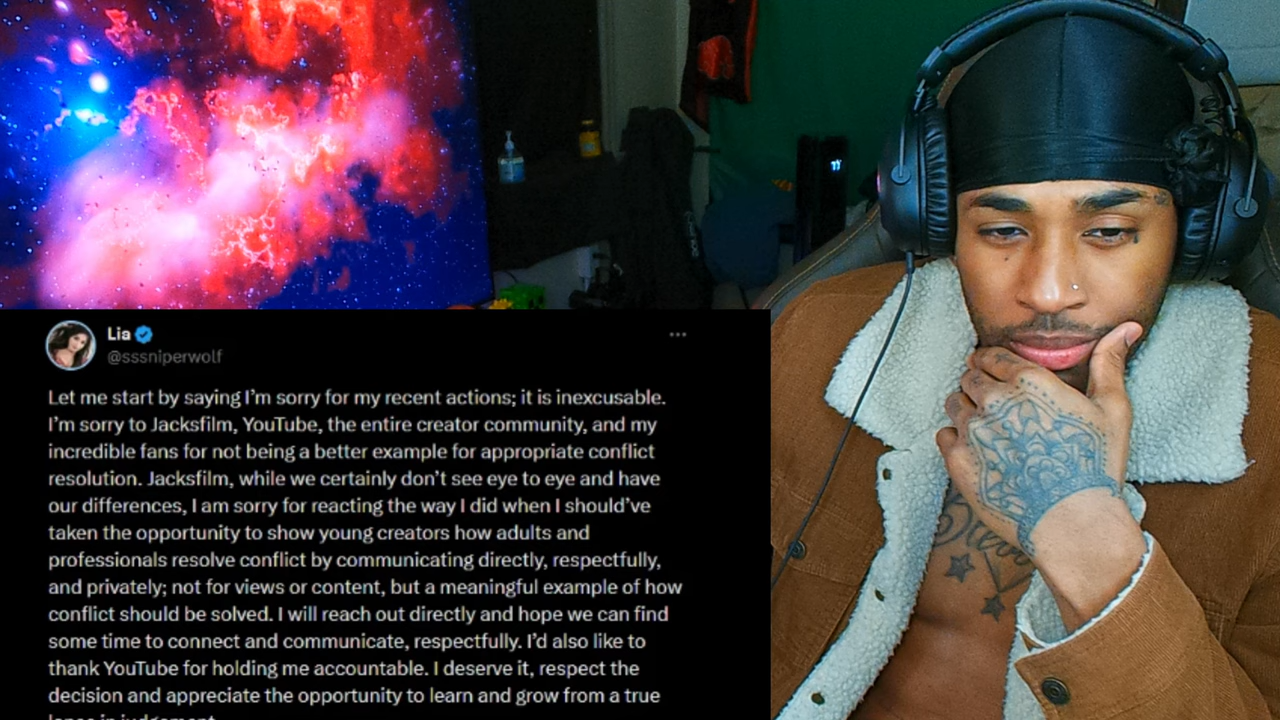 Lia
@sssniperwolf
Let me start by saying I'm sorry for my recent actions; it is inexcusable.
I'm sorry to Jacksfilm, YouTube, the entire creator community, and my
incredible fans for not being a better example for appropriate conflict
resolution. Jacksfilm, while we certainly don't see eye to eye and have
our differences, I am sorry for reacting the way I did when I should've
taken the opportunity to show young creators how adults and
professionals resolve conflict by communicating directly, respectfully,
and privately; not for views or content, but a meaningful example of how
conflict should be solved. I will reach out directly and hope we can find
some time to connect and communicate, respectfully. I'd also like to
thank YouTube for holding me accountable. I deserve it, respect the
decision and appreciate the opportunity to learn and grow from a true
lapse in judgement.